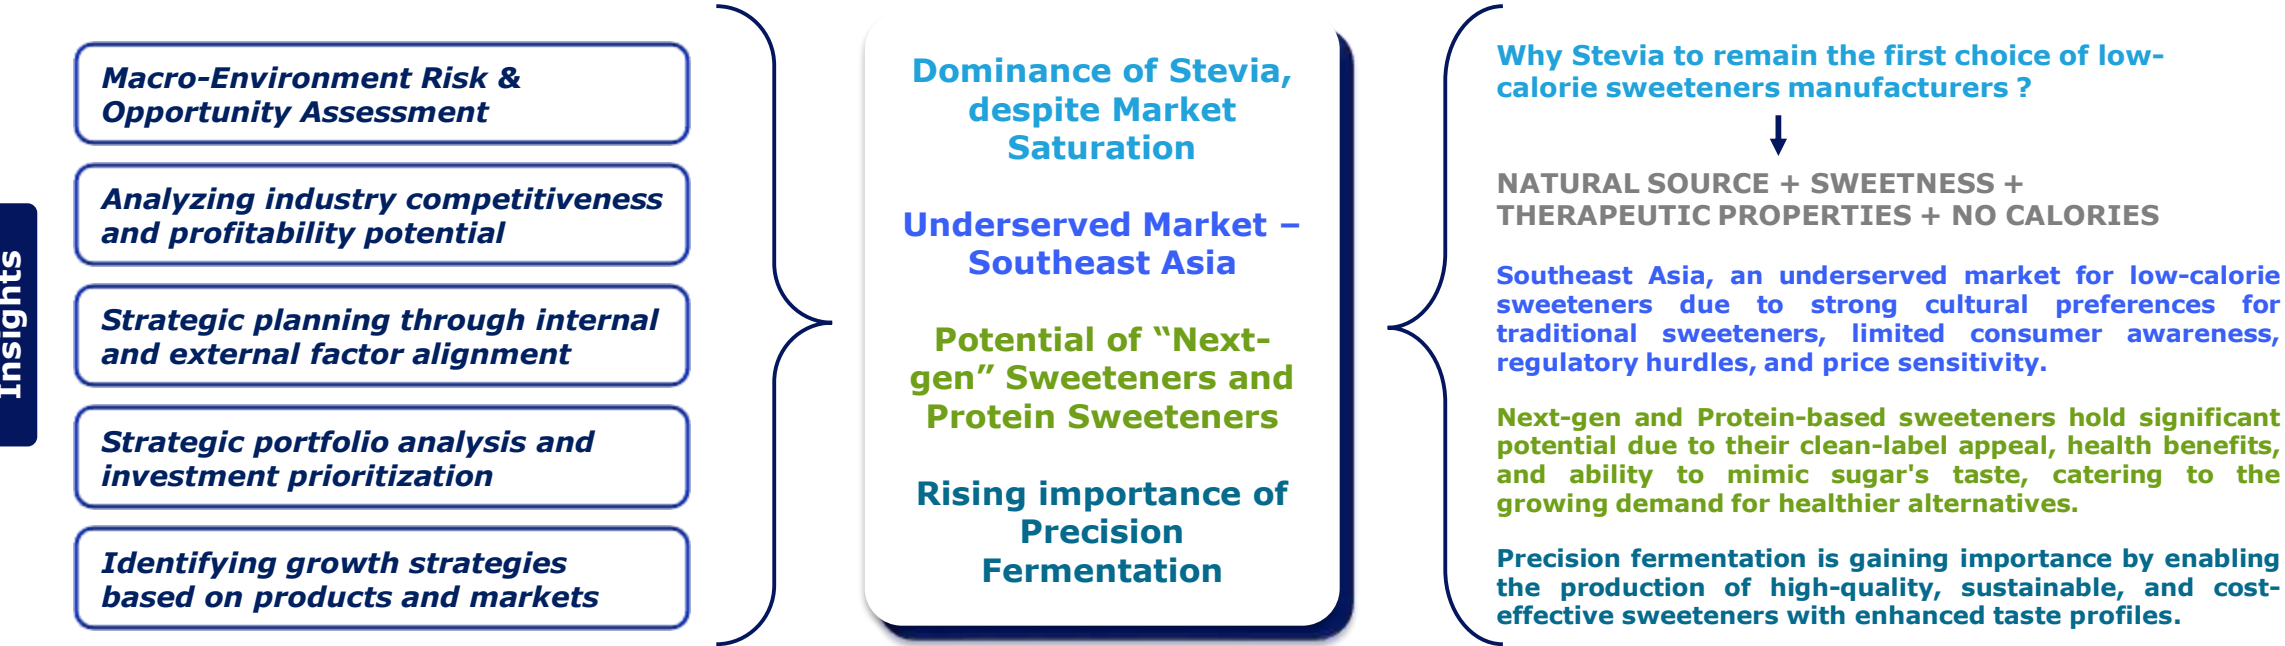 Insights
Macro-Environment Risk &
Opportunity Assessment
Analyzing industry competitiveness
and profitability potential
Strategic planning through internal
and external factor alignment
Strategic portfolio analysis and
investment prioritization
Identifying growth strategies
based on products and markets
Dominance of Stevia,
despite Market
Saturation
Underserved Market –
Southeast Asia
Potential of “Next-
gen” Sweeteners and
Protein Sweeteners
Rising importance of
Precision
Fermentation
Why Stevia to remain the first choice of low-
calorie sweeteners manufacturers ?
NATURAL SOURCE + SWEETNESS +
THERAPEUTIC PROPERTIES + NO CALORIES
Southeast Asia, an underserved market for low-calorie
sweeteners due to strong cultural preferences for
traditional sweeteners, limited consumer awareness,
regulatory hurdles, and price sensitivity.
Next-gen and Protein-based sweeteners hold significant
potential due to their clean-label appeal, health benefits,
and ability to mimic sugar's taste, catering to the
growing demand for healthier alternatives.
Precision fermentation is gaining importance by enabling
the production of high-quality, sustainable, and cost-
effective sweeteners with enhanced taste profiles.